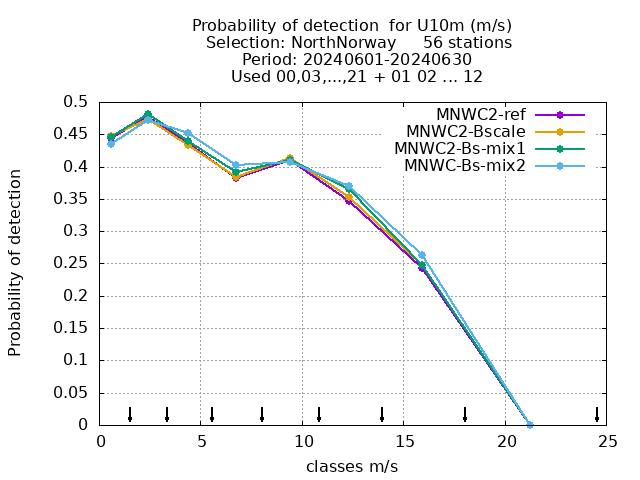 Probability of detection  for U10m (m/s)
Selection: NorthNorway     56 stations
Period: 20240601-20240630
Used 00,03,...,21 + 01 02 ... 12
MNWC2-ref
MNWC2-Bscale
MNWC2-Bs-mix1
MNWC-Bs-mix2
Probability of detection
0.5
0.45
0.4
0.35
0.3
0.25
0.2
0.15
0.1
0.05
0
0 5 10 15 20 25
classes m/s